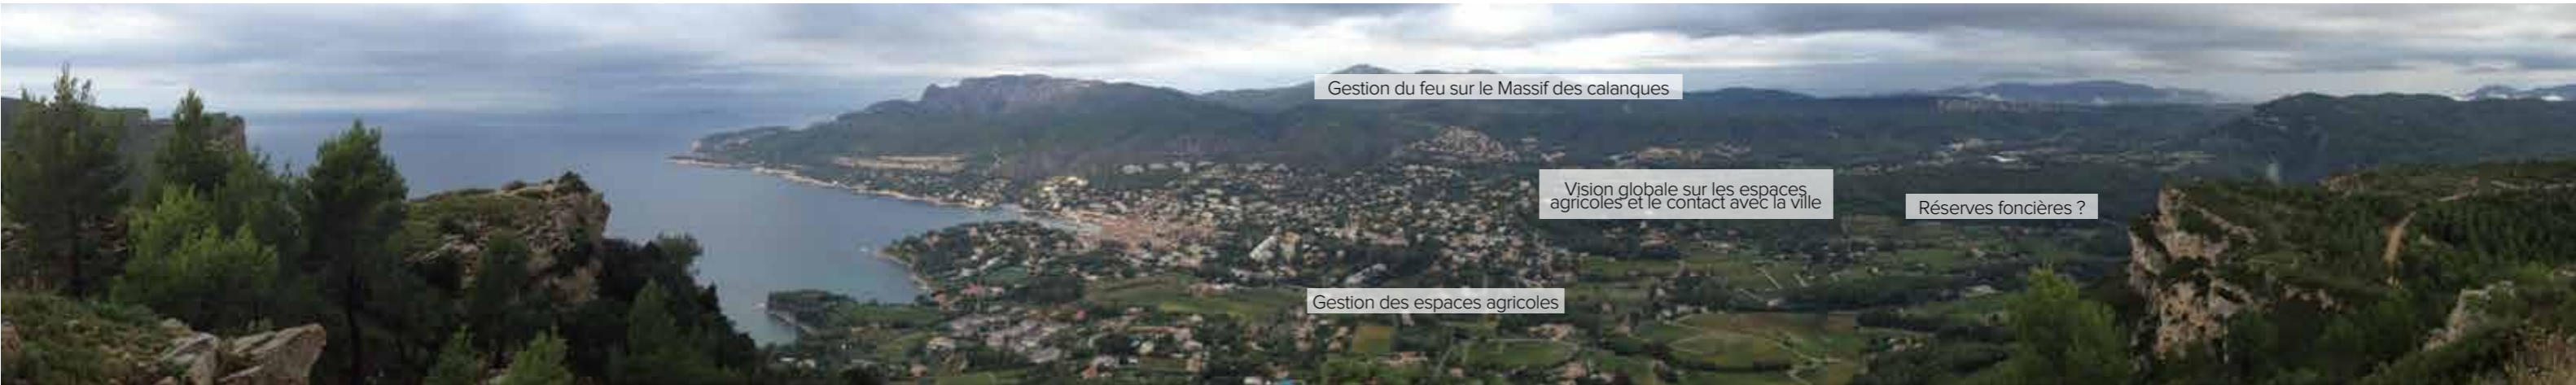 Gestion du feu sur le Massif des calanques
Vision globale sur les espaces
agricoles et le contact avec la ville
Réserves foncières ?
Gestion des espaces agricoles